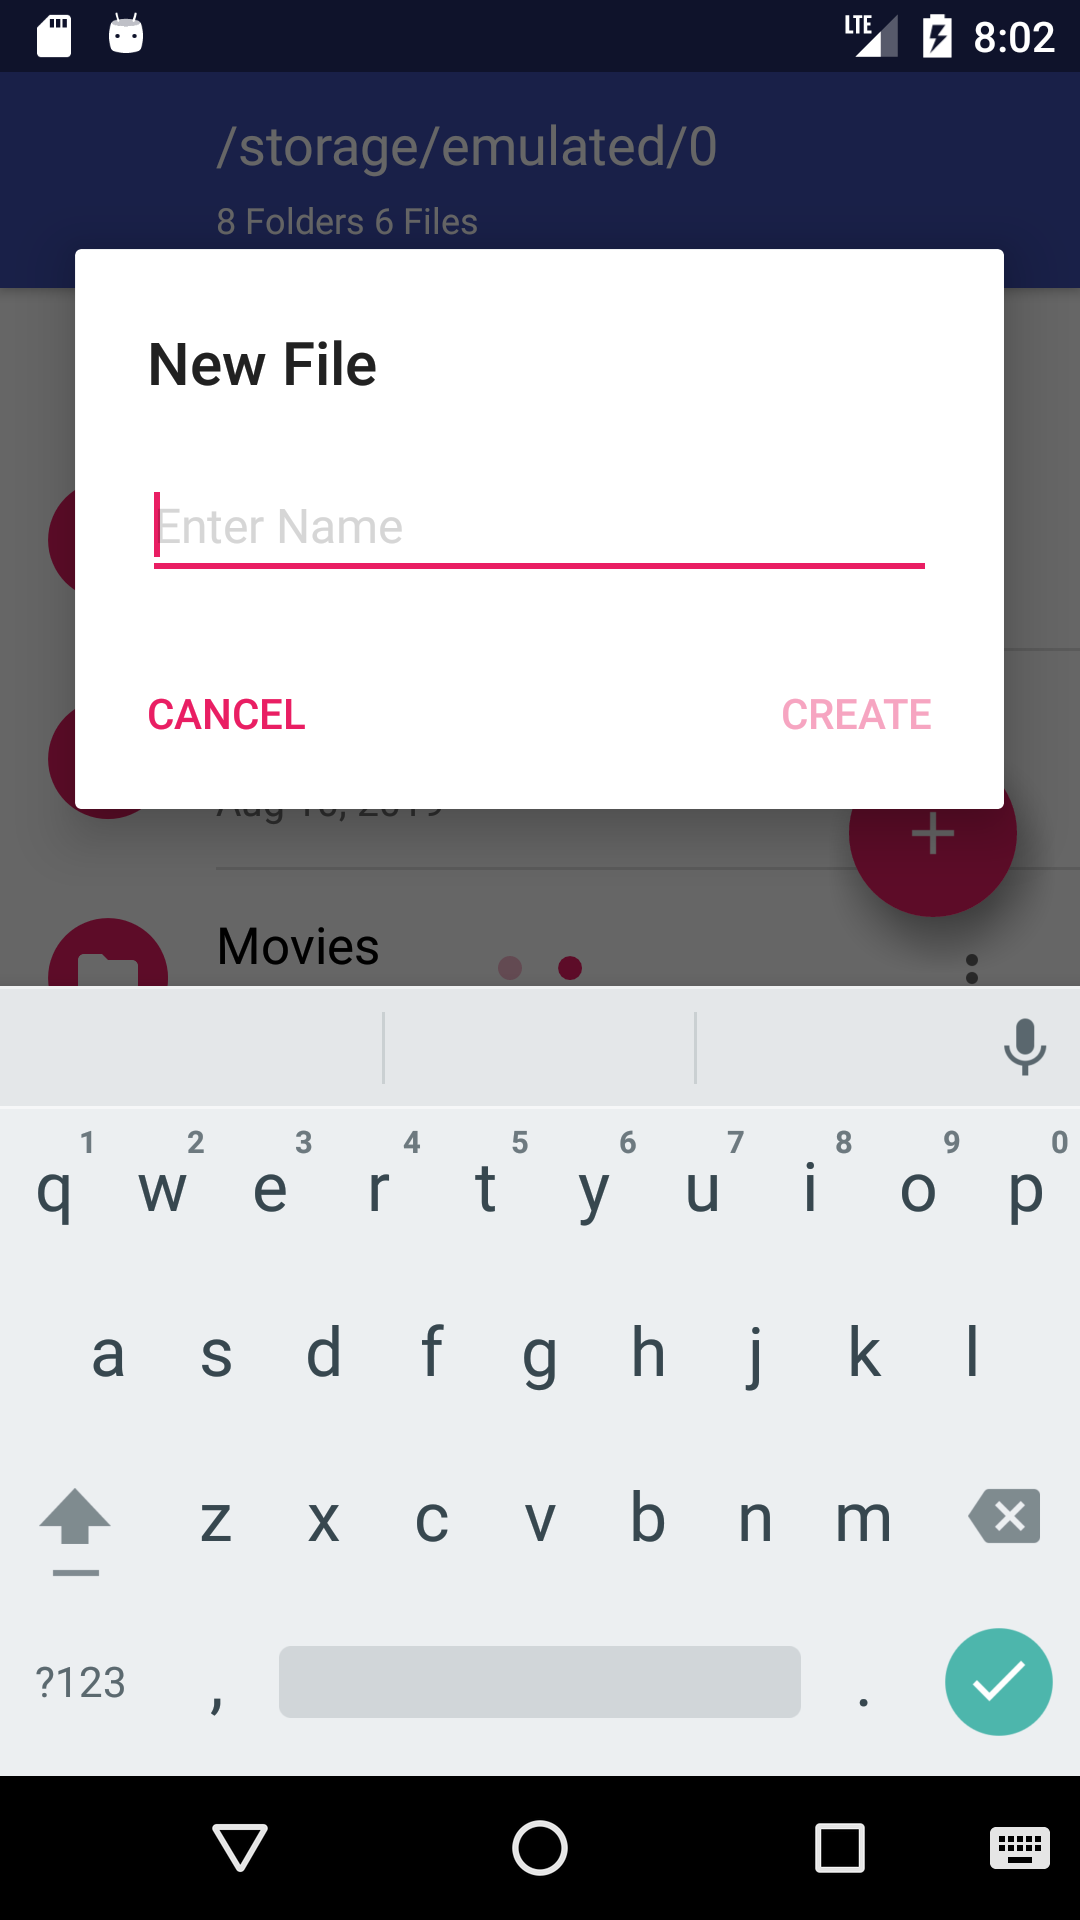 LTE 8:02
/storage/emulated/0
8 Folders 6 Files
New File
Enter Name
CANCEL CREATE
Movies
1 2 3 4 5 6 7 8 9 0
q w e r t y u i o p
a s d f g h j k l
z x c v b n m
?123 , .